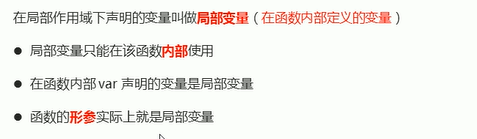 在局部作用域下声明的变量叫做局部变量（在函数内部定义的变量）
● 局部变量只能在该函数内部使用
● 在函数内部 var 声明的变量是局部变量
● 函数的形参实际上就是局部变量